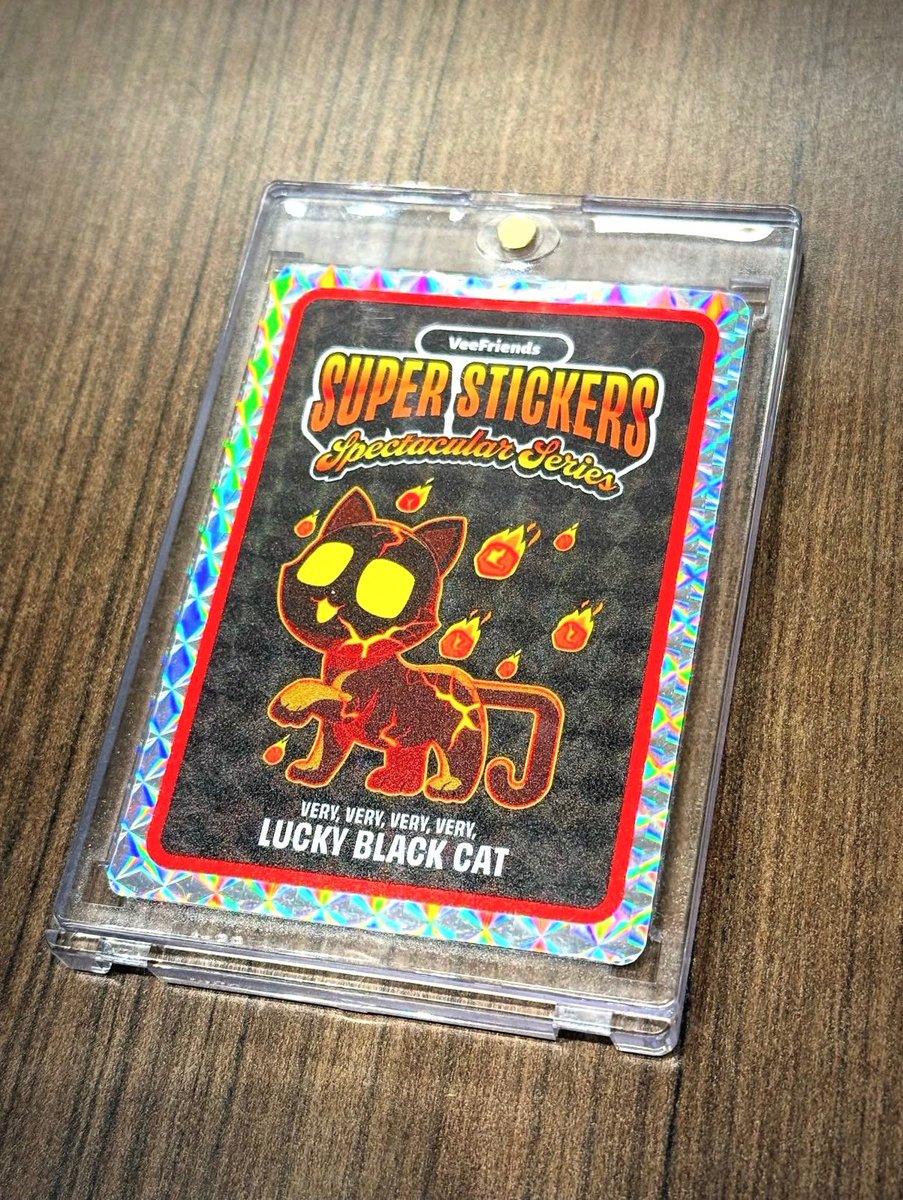 VeeFriends
SUPER STICKERS
Spectacular Series
VERY, VERY, VERY, VERY,
LUCKY BLACK CAT